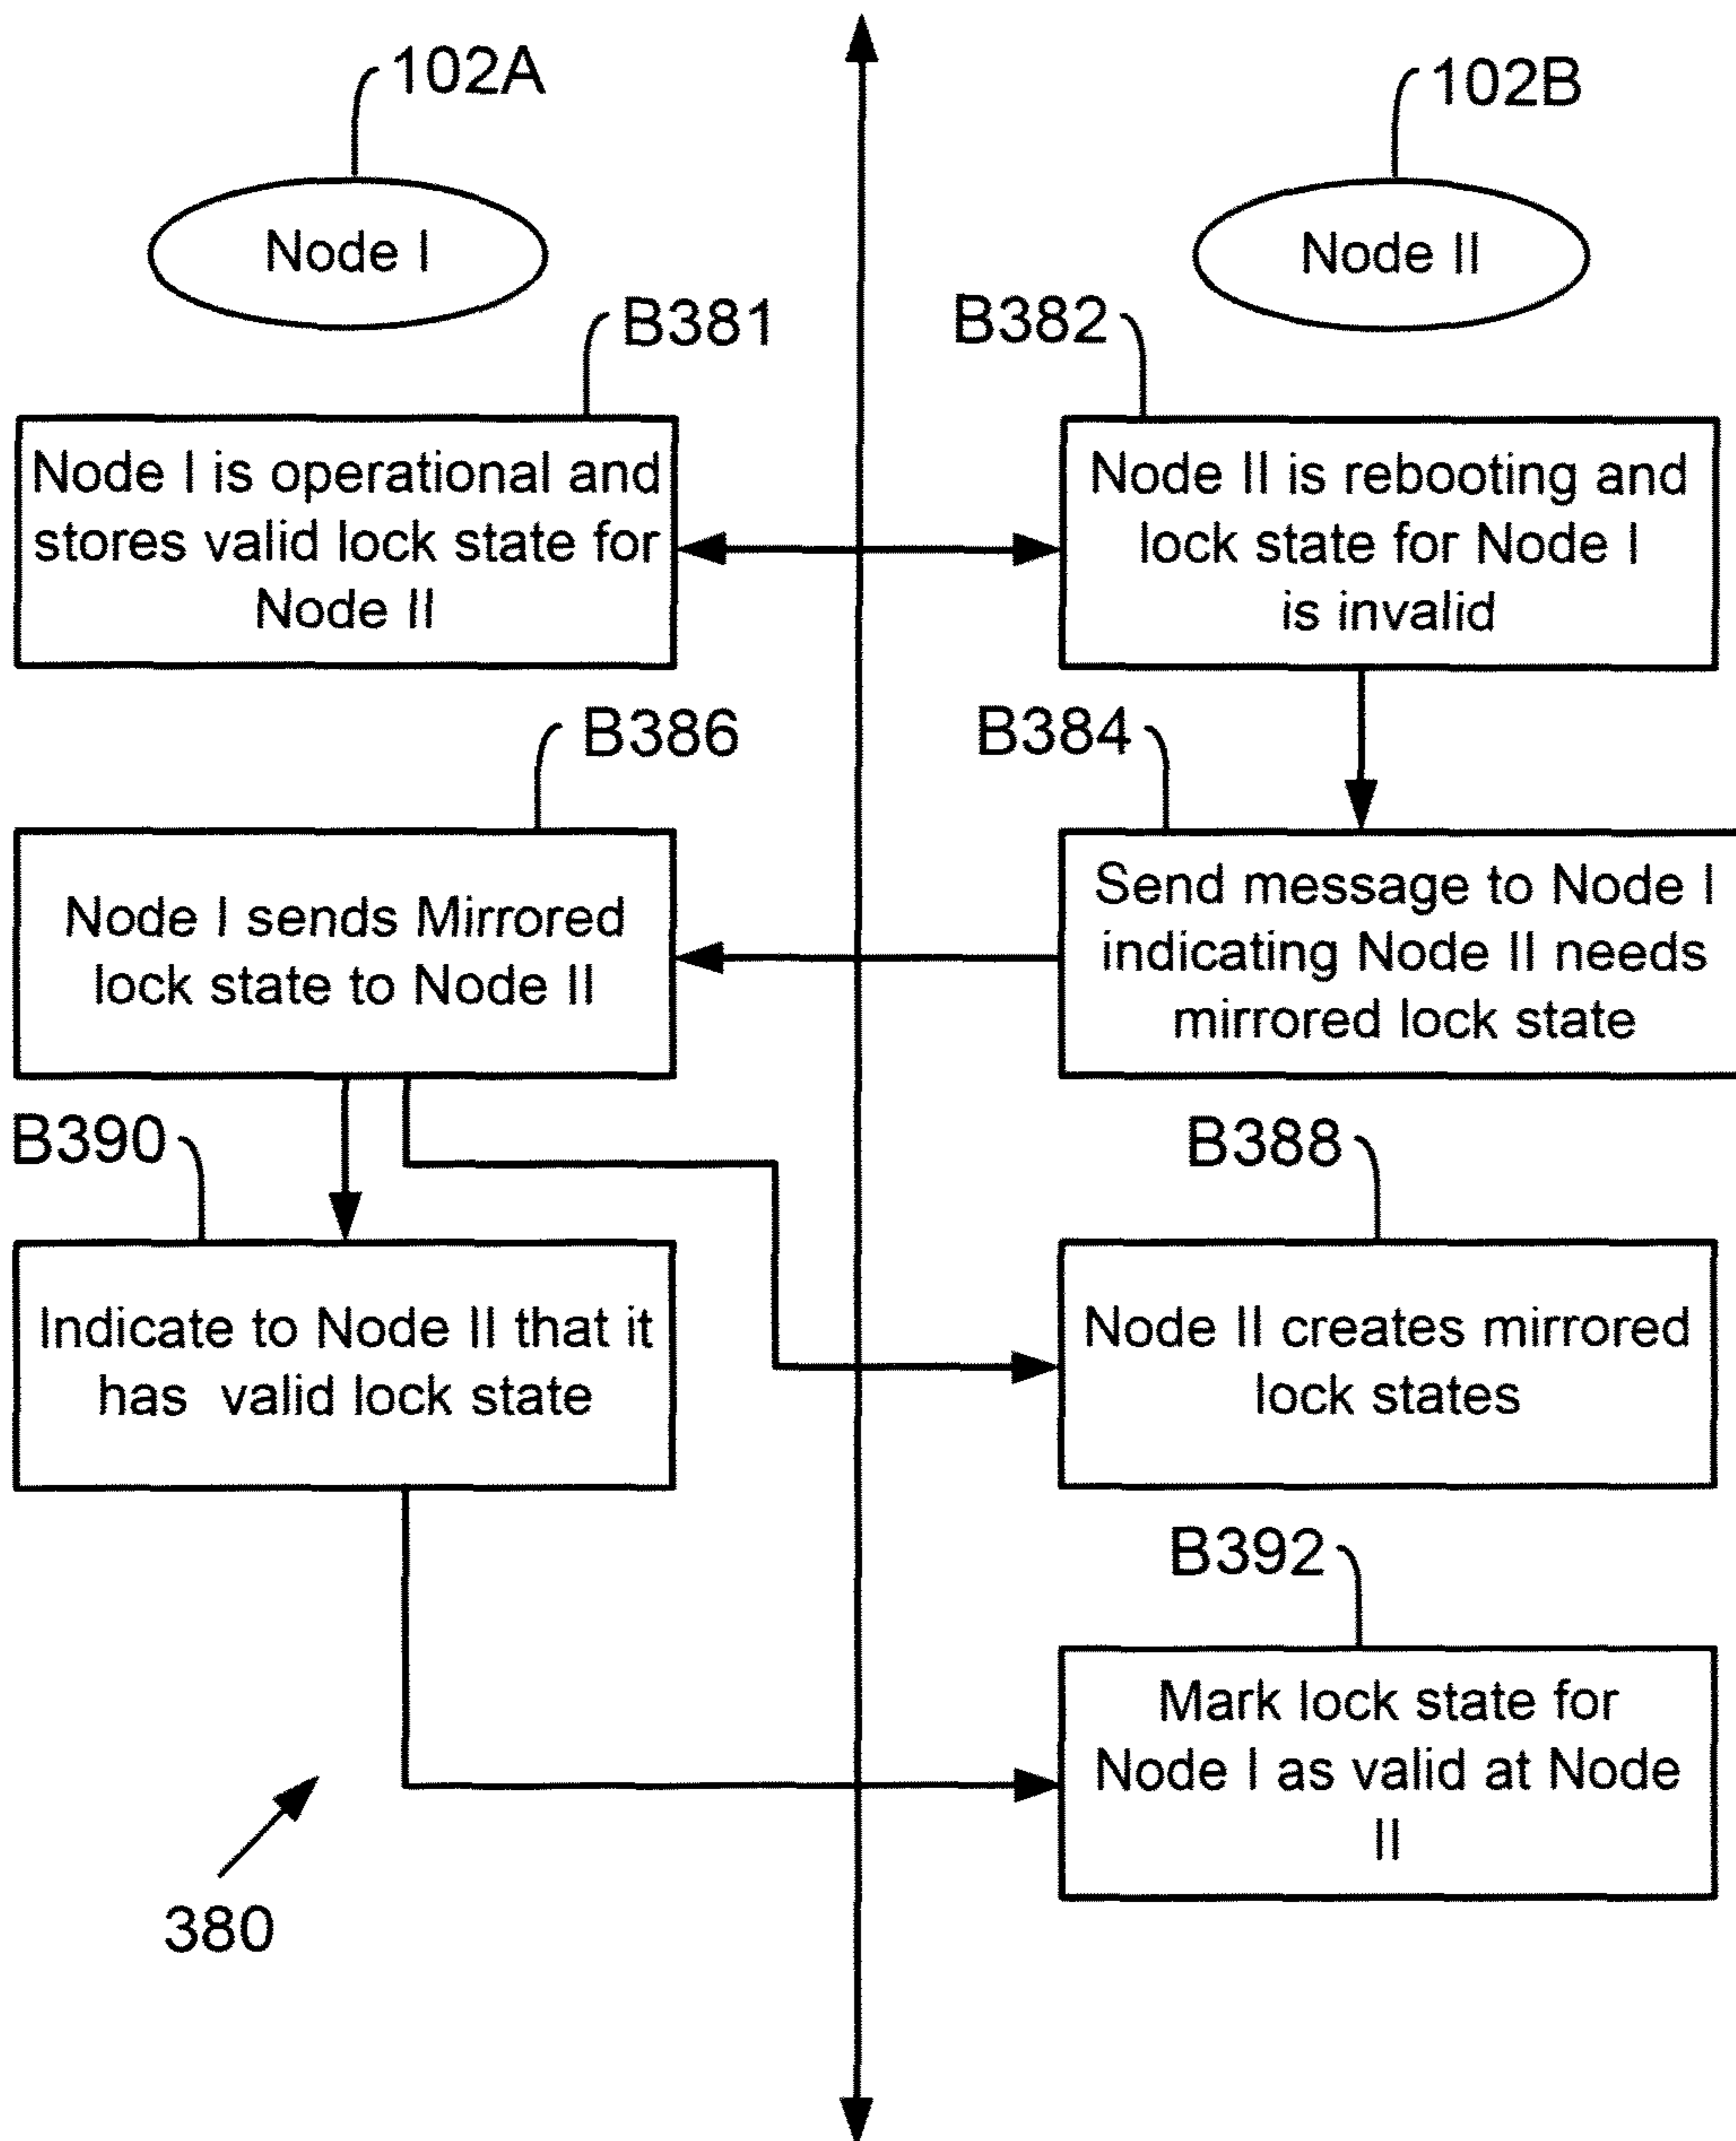 102A
102B
Node I
Node II
B381
B382
Node I is operational and
stores valid lock state for
Node II
Node II is rebooting and
lock state for Node I
is invalid
B386
B384
Node I sends Mirrored
lock state to Node II
Send message to Node I
indicating Node II needs
mirrored lock state
B390
B388
Indicate to Node II that it
has valid lock state
Node II creates mirrored
lock states
B392
Mark lock state for
Node I as valid at Node
II
380